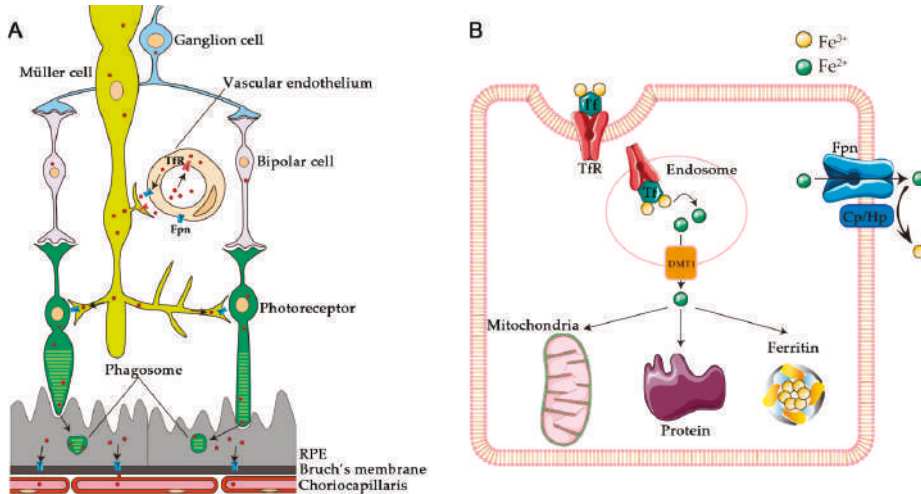 A
Ganglion cell
Müller cell
Vascular endothelium
TfR
Bipolar cell
Fpn
Photoreceptor
Phagosome
RPE
Bruch's membrane
Choriocapillaris
B
Fe3+
Fe2+
Tf
TfR
Endosome
Tf
DMT1
Fpn
Cp/Hp
Mitochondria
Ferritin
Protein